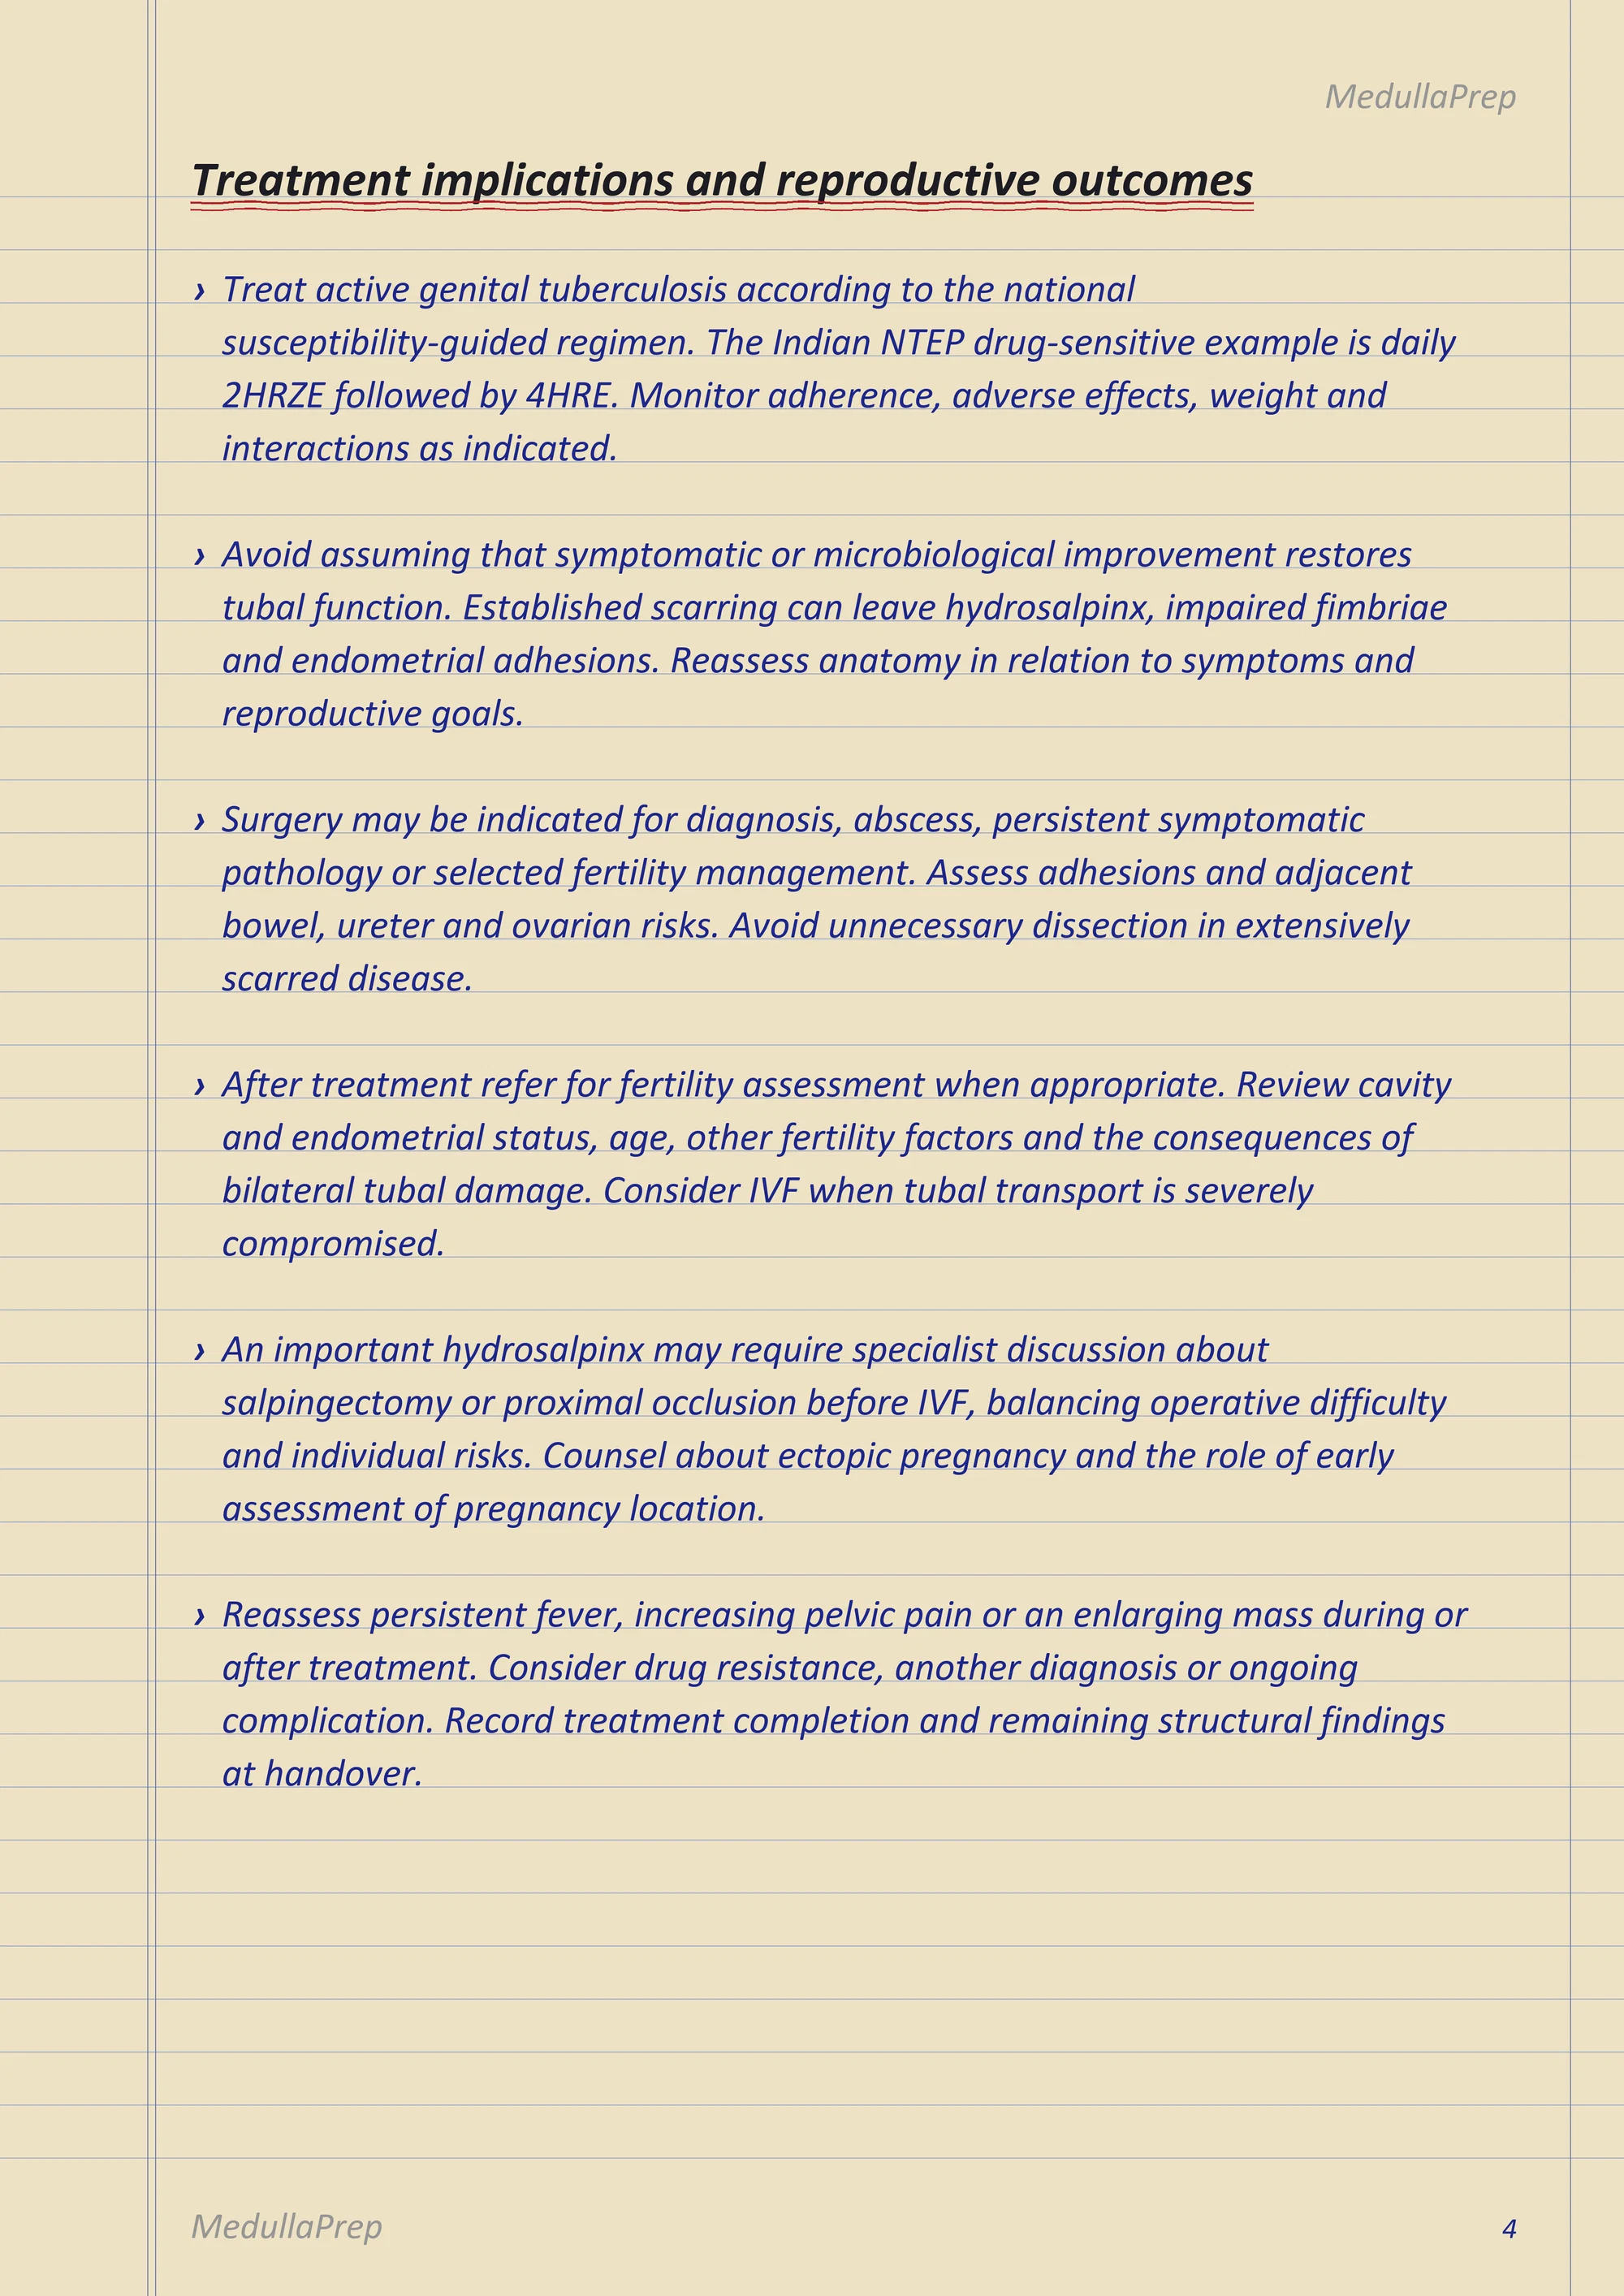 MedullaPrep
Treatment implications and reproductive outcomes
› Treat active genital tuberculosis according to the national
susceptibility-guided regimen. The Indian NTEP drug-sensitive example is daily
2HRZE followed by 4HRE. Monitor adherence, adverse effects, weight and
interactions as indicated.
› Avoid assuming that symptomatic or microbiological improvement restores
tubal function. Established scarring can leave hydrosalpinx, impaired fimbriae
and endometrial adhesions. Reassess anatomy in relation to symptoms and
reproductive goals.
› Surgery may be indicated for diagnosis, abscess, persistent symptomatic
pathology or selected fertility management. Assess adhesions and adjacent
bowel, ureter and ovarian risks. Avoid unnecessary dissection in extensively
scarred disease.
› After treatment refer for fertility assessment when appropriate. Review cavity
and endometrial status, age, other fertility factors and the consequences of
bilateral tubal damage. Consider IVF when tubal transport is severely
compromised.
› An important hydrosalpinx may require specialist discussion about
salpingectomy or proximal occlusion before IVF, balancing operative difficulty
and individual risks. Counsel about ectopic pregnancy and the role of early
assessment of pregnancy location.
› Reassess persistent fever, increasing pelvic pain or an enlarging mass during or
after treatment. Consider drug resistance, another diagnosis or ongoing
complication. Record treatment completion and remaining structural findings
at handover.
MedullaPrep
4